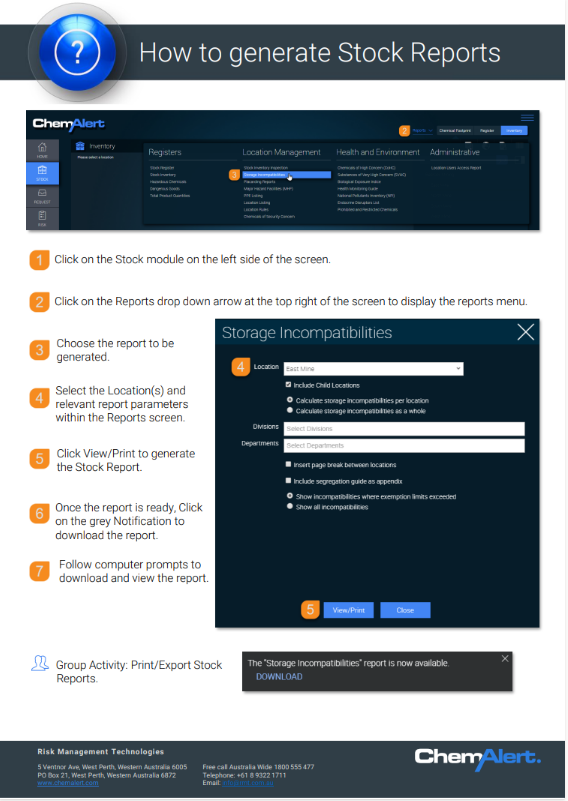 ?
How to generate Stock Reports
ChemAlert
2
Reports
Chemical Footprint
Register
Inventory
HOME
STOCK
REQUEST
RISK
Inventory
Please select a location
Registers
Stock Register
Stock Inventory
Hazardous Chemicals
Dangerous Goods
Total Product Quantities
Location Management
Stock Inventory Inspection
3
Storage Incompatibilities
Placarding Reports
Major Hazard Facilities (MHF)
PPE Listing
Location Listing
Location Rules
Chemicals of Security Concern
Health and Environment
Chemicals of High Concern (CoHC)
Substances of Very High Concern (SVHC)
Biological Exposure Index
Health Monitoring Guide
National Pollutants Inventory (NPI)
Endocrine Disruptors List
Prohibited and Restricted Chemicals
Administrative
Location Users Access Report
1 Click on the Stock module on the left side of the screen.
2 Click on the Reports drop down arrow at the top right of the screen to display the reports menu.
3 Choose the report to be
generated.
4 Select the Location(s) and
relevant report parameters
within the Reports screen.
5 Click View/Print to generate
the Stock Report.
6 Once the report is ready, Click
on the grey Notification to
download the report.
7 Follow computer prompts to
download and view the report.
Storage Incompatibilities
4 Location East Mine
Include Child Locations
Calculate storage incompatibilities per location
Calculate storage incompatibilities as a whole
Divisions Select Divisions
Departments Select Departments
Insert page break between locations
Include segregation guide as appendix
Show incompatibilities where exemption limits exceeded
Show all incompatibilities
5 View/Print Close
Group Activity: Print/Export Stock
Reports.
The "Storage Incompatibilities" report is now available.
DOWNLOAD
Risk Management Technologies
5 Ventnor Ave, West Perth, Western Australia 6005
PO Box 21, West Perth, Western Australia 6872
www.chemalert.com
Free call Australia Wide 1800 555 477
Telephone: +61 8 9322 1711
Email:
ChemAlert.